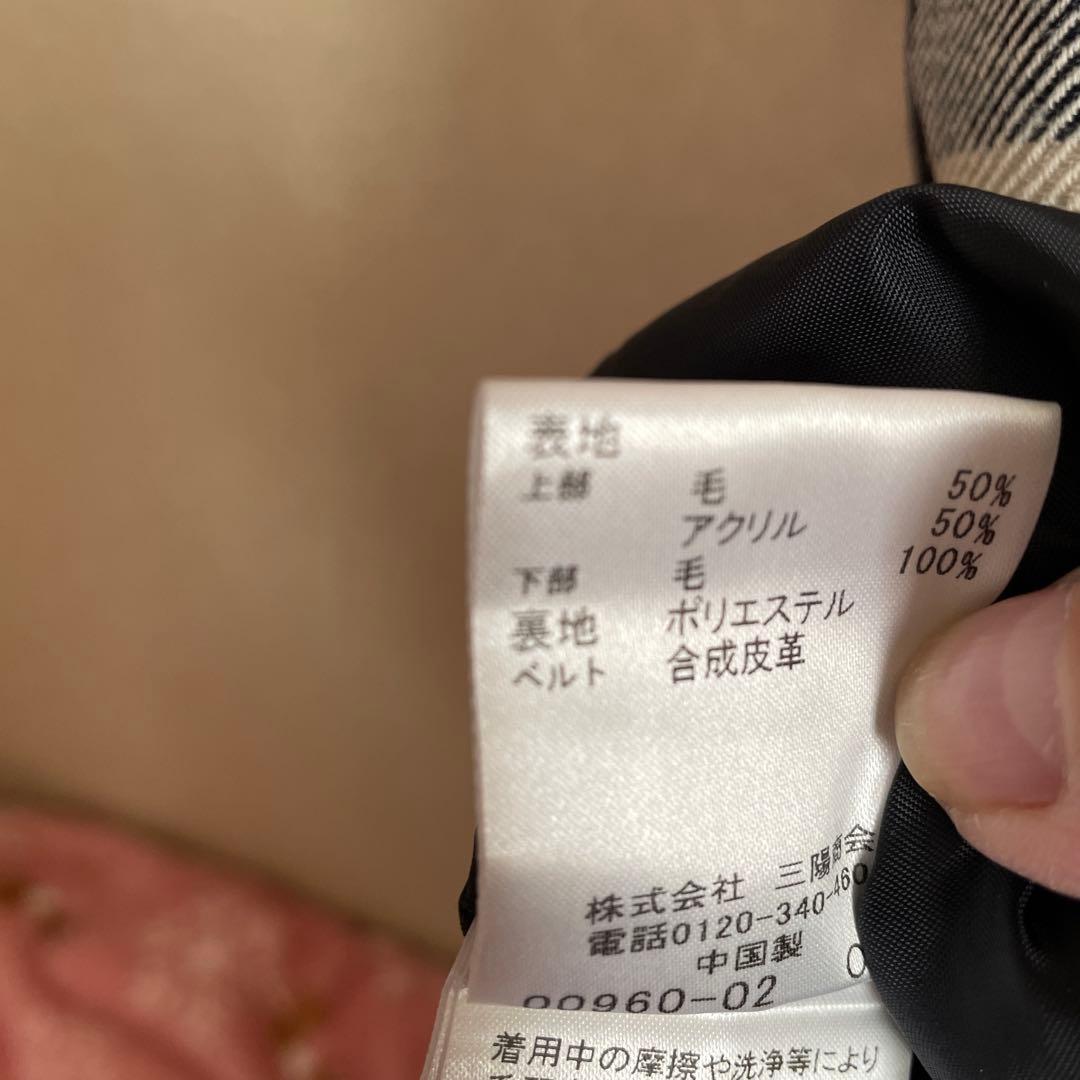 表地
上部 毛 50%
アクリル 50%
下部 毛 100%
裏地 ポリエステル
ベルト 合成皮革
株式会社 三陽商会
電話0120-340-460
中国製
960-02
着用中の摩擦や洗浄等により